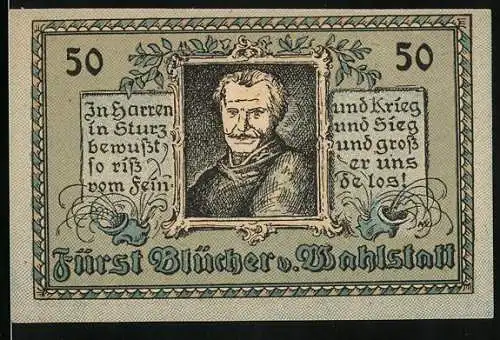 50 50
In Harren und Krieg
in Sturz und Sieg
bewußt und groß
so riß er uns
vom Fein- de los!
Fürst Blücher v. Wahlstatt